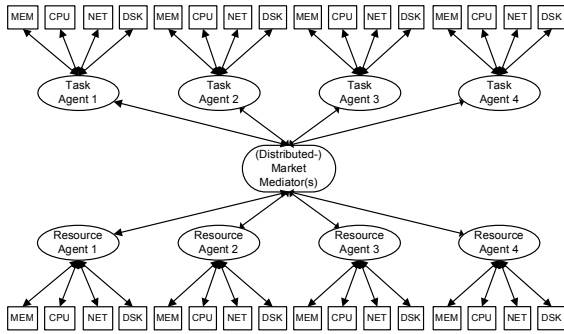 MEM CPU NET DSK MEM CPU NET DSK MEM CPU NET DSK MEM CPU NET DSK
Task Task Task Task
Agent 1 Agent 2 Agent 3 Agent 4
(Distributed-)
Market
Mediator(s)
Resource Resource Resource Resource
Agent 1 Agent 2 Agent 3 Agent 4
MEM CPU NET DSK MEM CPU NET DSK MEM CPU NET DSK MEM CPU NET DSK